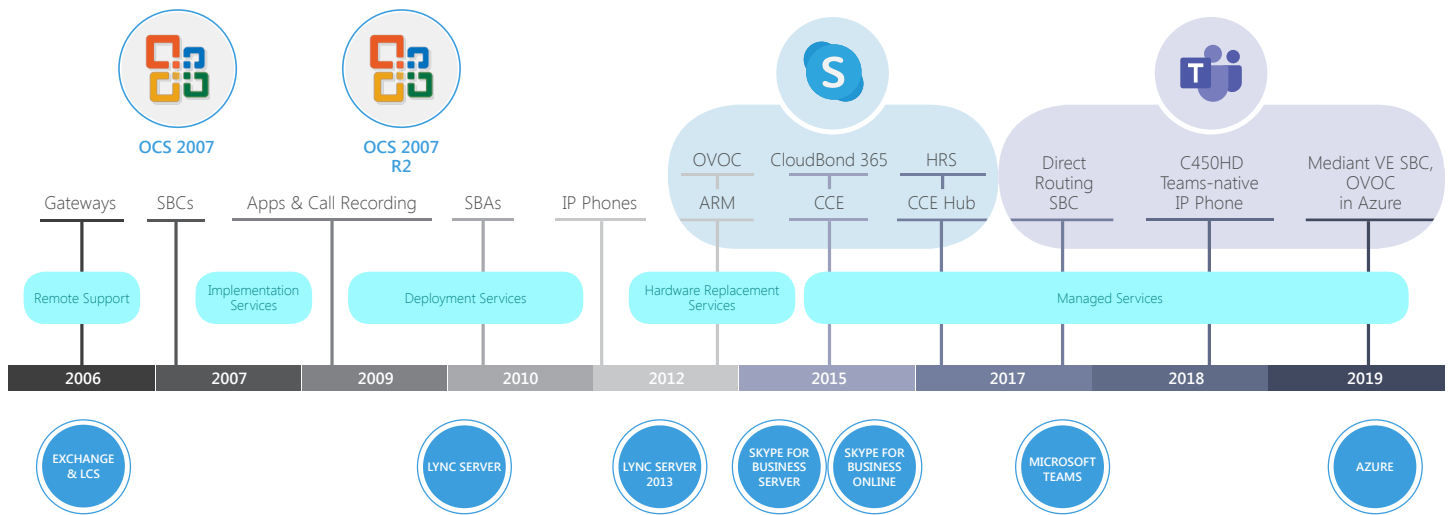 S
T
OCS 2007
OCS 2007
R2
OVOC
CloudBond 365
HRS
Direct
Routing
SBC
C450HD
Teams-native
IP Phone
Mediant VE SBC,
OVOC
in Azure
Gateways
SBCs
Apps & Call Recording
SBAs
IP Phones
ARM
CCE
CCE Hub
Remote Support
Implementation
Services
Deployment Services
Hardware Replacement
Services
Managed Services
2006
2007
2009
2010
2012
2015
2017
2018
2019
EXCHANGE
& LCS
LYNC SERVER
LYNC SERVER
2013
SKYPE FOR
BUSINESS
SERVER
SKYPE FOR
BUSINESS
ONLINE
MICROSOFT
TEAMS
AZURE